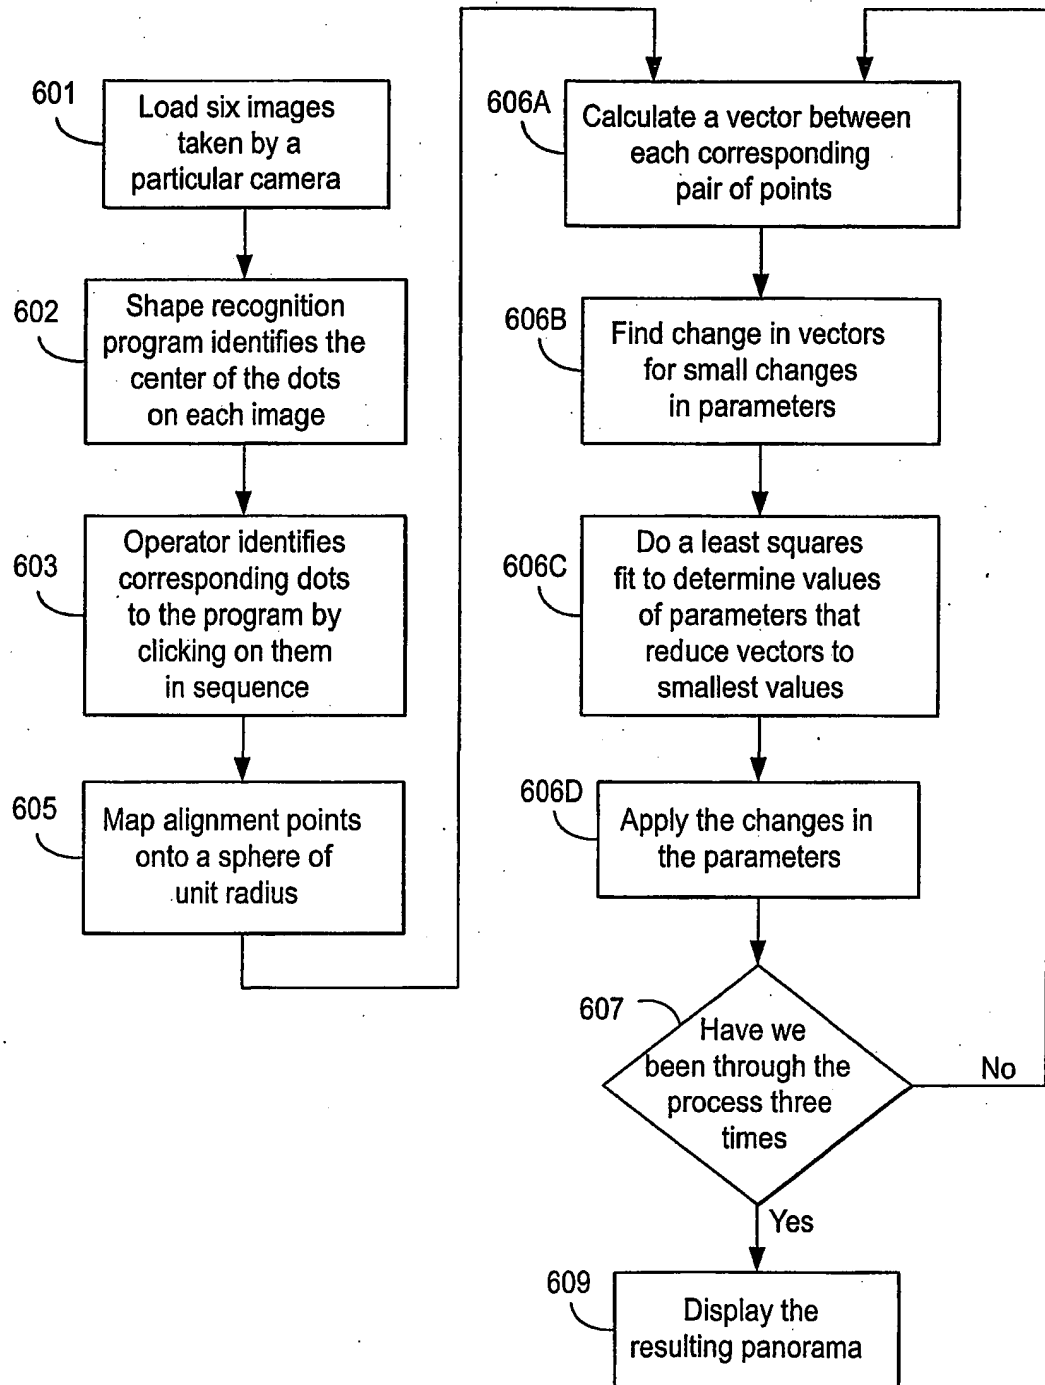 601
Load six images
taken by a
particular camera
602
Shape recognition
program identifies the
center of the dots
on each image
603
Operator identifies
corresponding dots
to the program by
clicking on them
in sequence
605
Map alignment points
onto a sphere of
unit radius
606A
Calculate a vector between
each corresponding
pair of points
606B
Find change in vectors
for small changes
in parameters
606C
Do a least squares
fit to determine values
of parameters that
reduce vectors to
smallest values
606D
Apply the changes in
the parameters
607
Have we
been through the
process three
times
No
Yes
609
Display the
resulting panorama